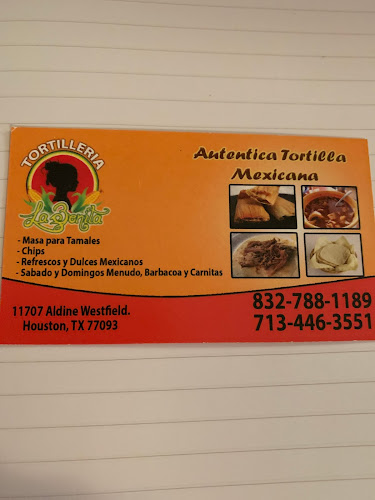 TORTILLERIA
La Bonita
Autentica Tortilla
Mexicana
- Masa para Tamales
- Chips
- Refrescos y Dulces Mexicanos
- Sabado y Domingos Menudo, Barbacoa y Carnitas
832-788-1189
713-446-3551
11707 Aldine Westfield.
Houston, TX 77093